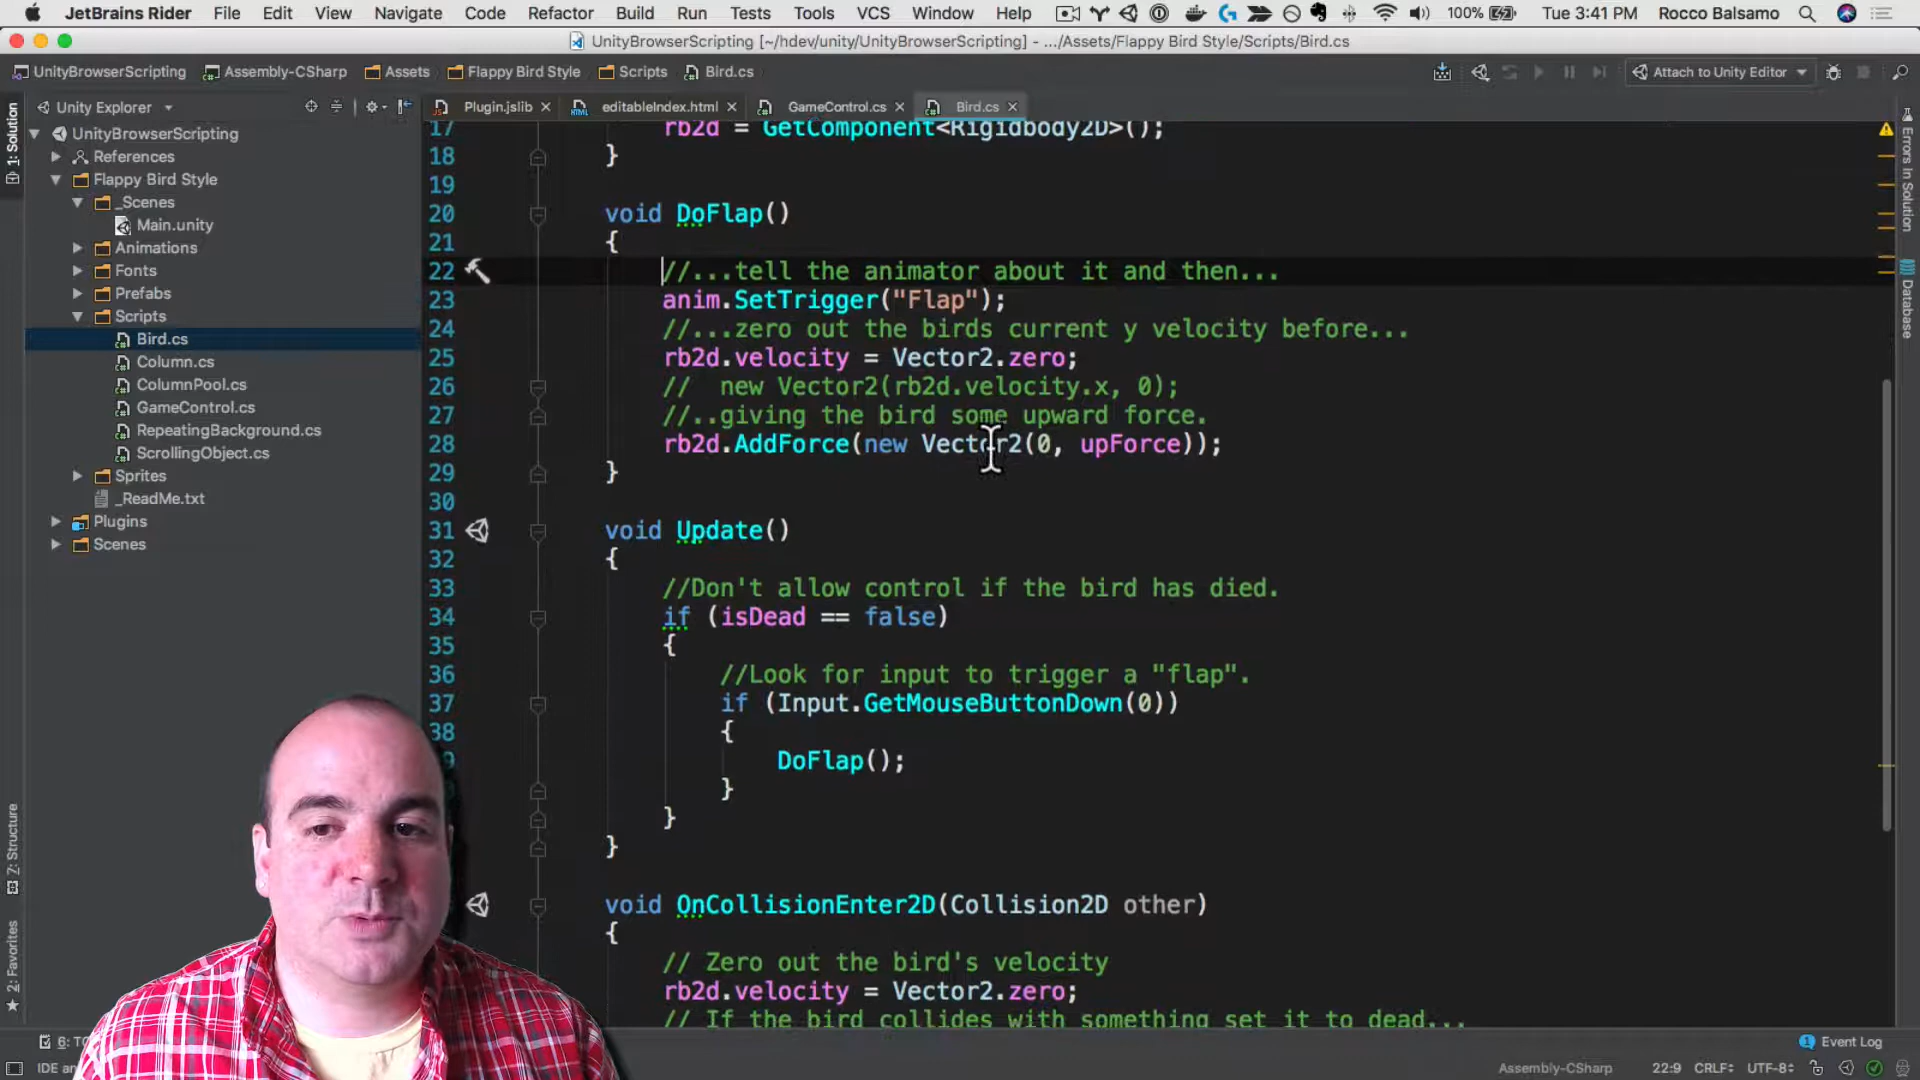 JetBrains Rider File Edit View Navigate Code Refactor Build Run Tests Tools VCS Window Help 100% Tue 3:41 PM Rocco Balsamo
UnityBrowserScripting [~/hdev/unity/UnityBrowserScripting] - .../Assets/Flappy Bird Style/Scripts/Bird.cs
UnityBrowserScripting Assembly-CSharp Assets Flappy Bird Style Scripts Bird.cs Attach to Unity Editor
1: Solution
Unity Explorer
Plugin.jslib editableIndex.html GameControl.cs Bird.cs
UnityBrowserScripting
References
Flappy Bird Style
_Scenes
Main.unity
Animations
Fonts
Prefabs
Scripts
Bird.cs
Column.cs
ColumnPool.cs
GameControl.cs
RepeatingBackground.cs
ScrollingObject.cs
Sprites
_ReadMe.txt
Plugins
Scenes
17 rb2d = GetComponent<Rigidbody2D>();
18 }
19
20 void DoFlap()
21 {
22 //...tell the animator about it and then...
23 anim.SetTrigger("Flap");
24 //...zero out the birds current y velocity before...
25 rb2d.velocity = Vector2.zero;
26 // new Vector2(rb2d.velocity.x, 0);
27 //..giving the bird some upward force.
28 rb2d.AddForce(new Vector2(0, upForce));
29 }
30
31 void Update()
32 {
33 //Don't allow control if the bird has died.
34 if (isDead == false)
35 {
36 //Look for input to trigger a "flap".
37 if (Input.GetMouseButtonDown(0))
38 {
DoFlap();
}
}
}
void OnCollisionEnter2D(Collision2D other)
{
// Zero out the bird's velocity
rb2d.velocity = Vector2.zero;
// If the bird collides with something set it to dead...
Errors in Solution
Database
Z: Structure
2: Favorites
6: TO
Event Log
IDE
Assembly-CSharp 22:9 CRLF UTF-8